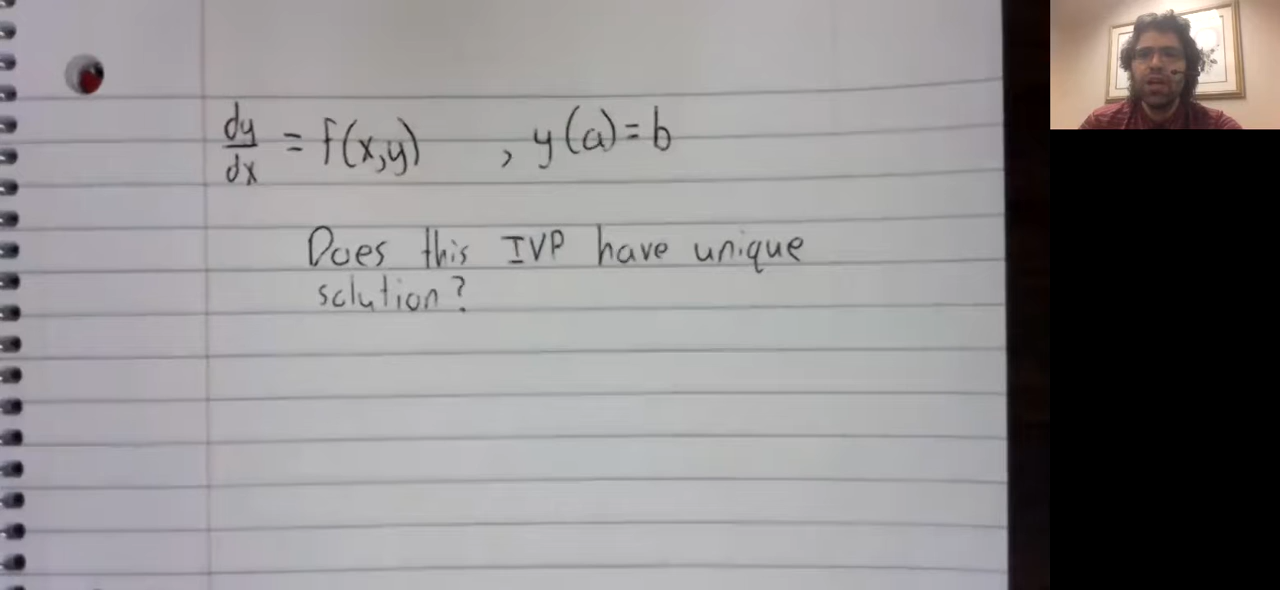 dy/dx = f(x,y) , y(a)=b
Does this IVP have unique
solution?